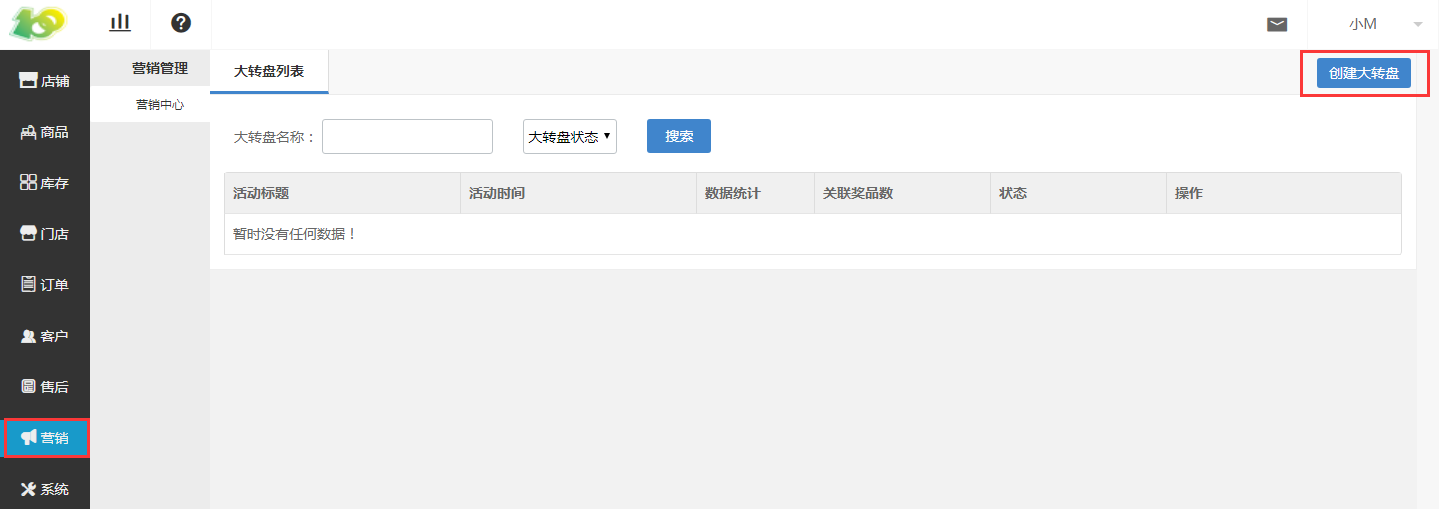 小M
店铺
商品
库存
门店
订单
客户
售后
营销
系统
营销管理
营销中心
大转盘列表
创建大转盘
大转盘名称：
大转盘状态
搜索
活动标题 活动时间 数据统计 关联奖品数 状态 操作
暂时没有任何数据！